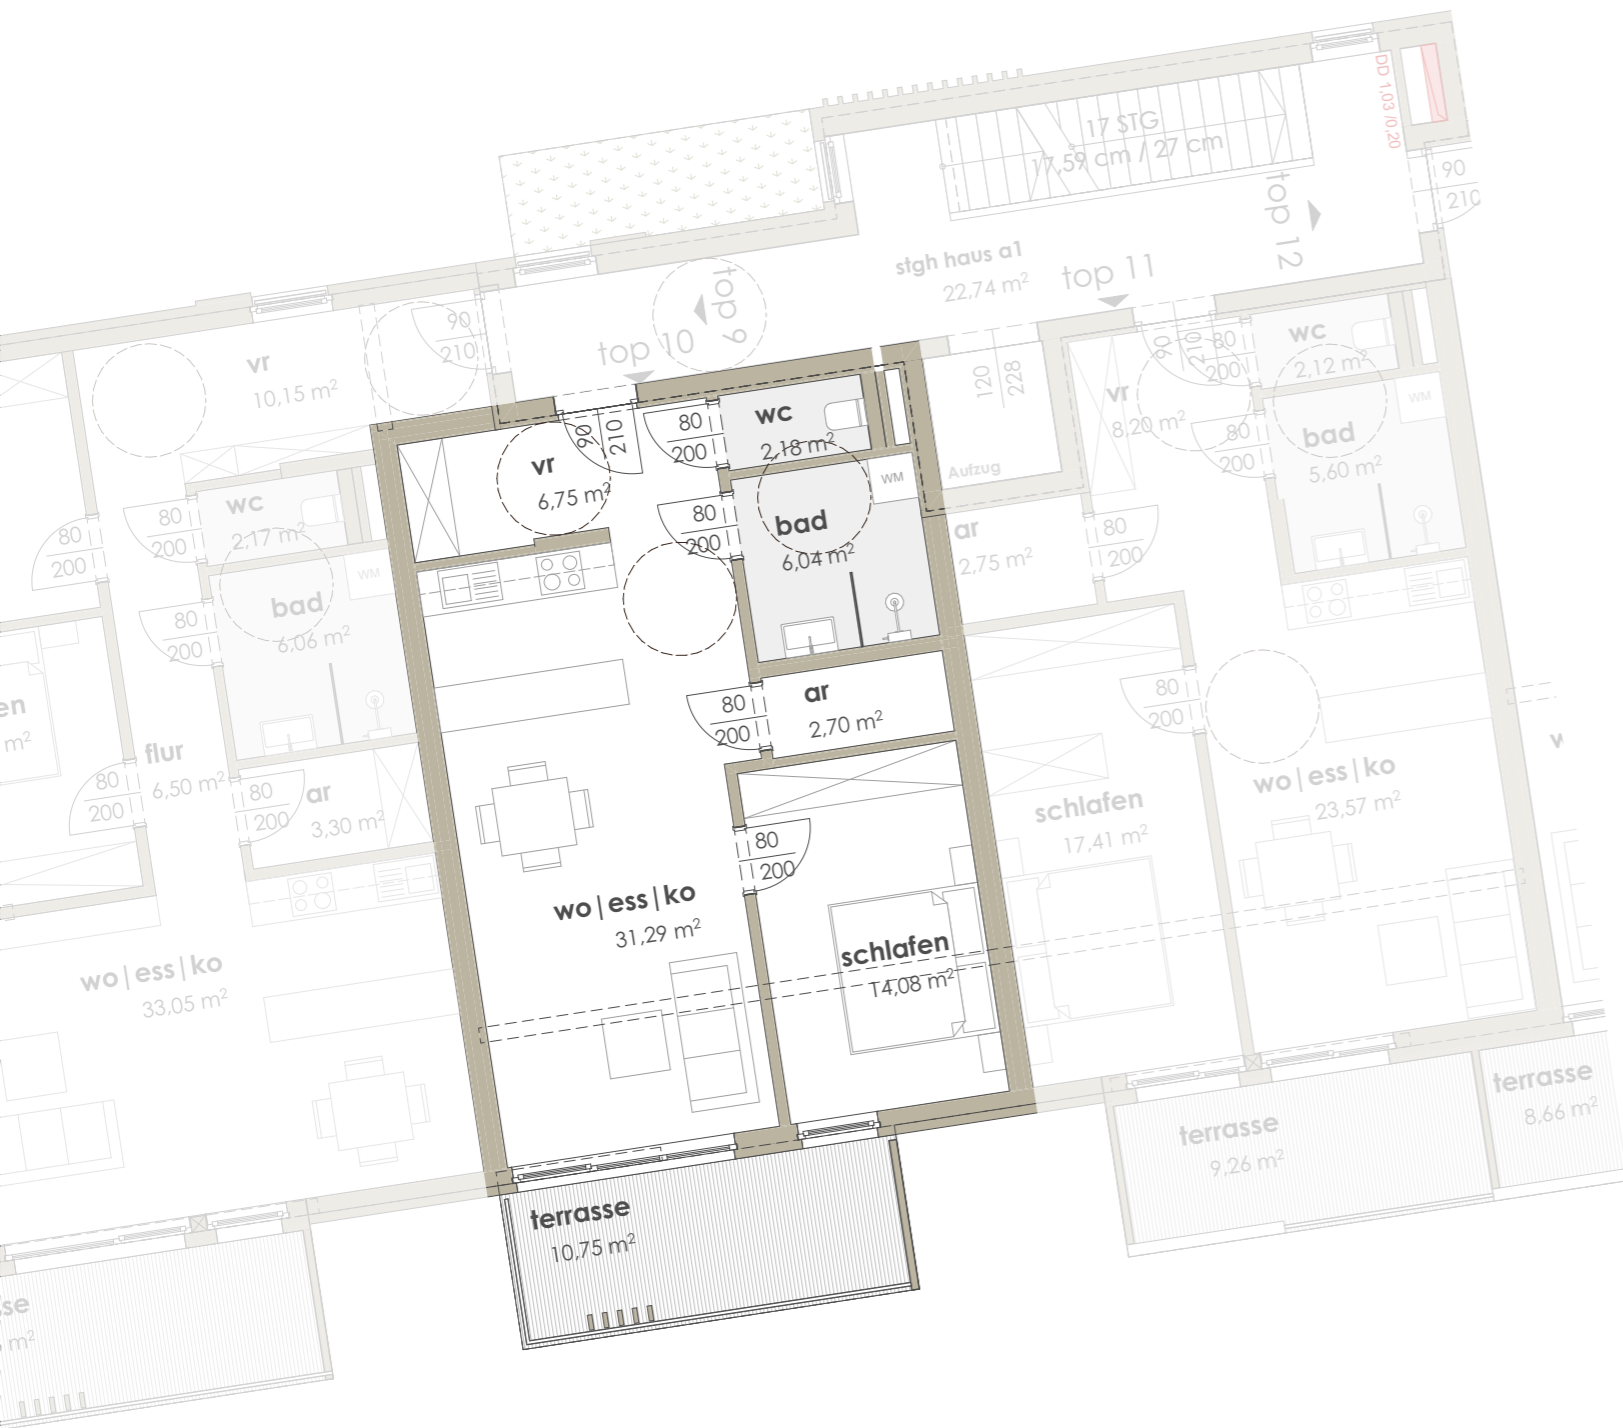 DD 1,03 /0,20
17 STG
17,59 cm / 27 cm
90
210
top 12
stgh haus a1
22,74 m²
top 11
top 9
top 10
90
210
vr
10,15 m²
wc
2,17 m²
80
200
80
200
80
200
bad
6,06 m²
WM
en
m²
flur
6,50 m²
80
200
80
200
ar
3,30 m²
wo|ess|ko
33,05 m²
90
210
vr
6,75 m²
80
200
wc
2,18 m²
80
200
bad
6,04 m²
WM
80
200
ar
2,70 m²
80
200
wo|ess|ko
31,29 m²
schlafen
14,08 m²
terrasse
10,75 m²
120
228
Aufzug
vr
8,20 m²
90
210
80
200
wc
2,12 m²
80
200
bad
5,60 m²
WM
ar
2,75 m²
80
200
80
200
schlafen
17,41 m²
wo|ess|ko
23,57 m²
terrasse
9,26 m²
terrasse
8,66 m²
w
sse
m²